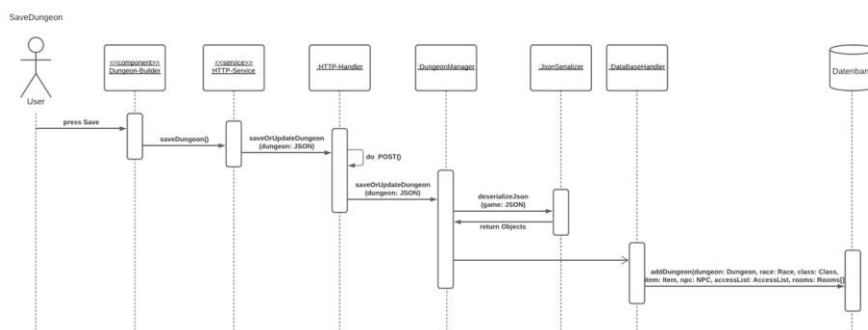 SaveDungeon
<<component>>
Dungeon-Builder
<<service>>
HTTP-Service
:HTTP-Handler
:DungeonManager
:JsonSerializer
:DataBaseHandler
Datenban
User
press Save
saveDungeon()
saveOrUpdateDungeon
(dungeon: JSON)
do_POST()
saveOrUpdateDungeon
(dungeon: JSON)
deserializeJson
(game: JSON)
return Objects
addDungeon(dungeon: Dungeon, race: Race, class: Class,
item: Item, npc: NPC, accessList: AccessList, rooms: Rooms[]